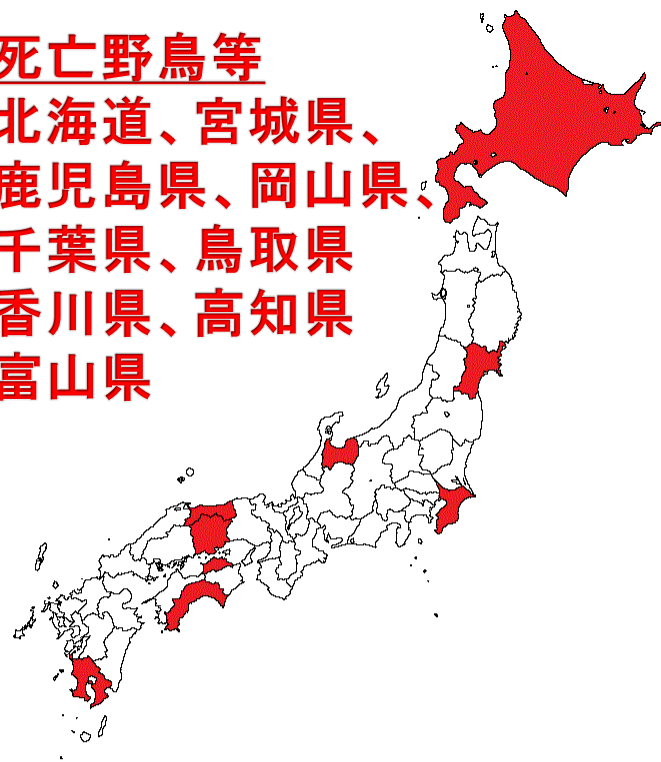 死亡野鳥等
北海道、宮城県、
鹿児島県、岡山県、
千葉県、鳥取県
香川県、高知県
富山県